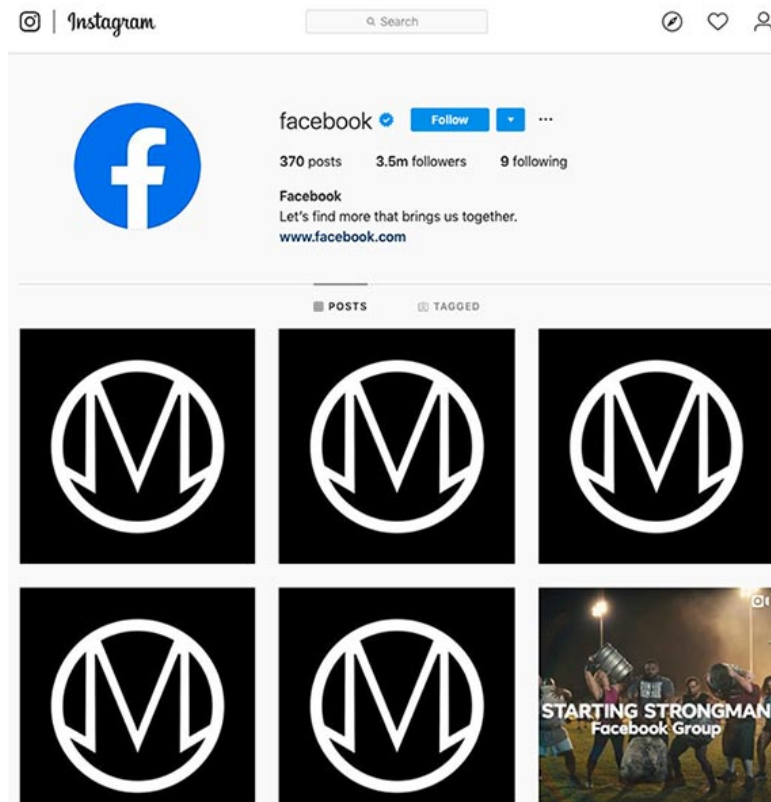 Instagram
Search
facebook Follow
370 posts 3.5m followers 9 following
Facebook
Let's find more that brings us together.
www.facebook.com
POSTS TAGGED
M
M
M
M
M
STARTING STRONGMAN
Facebook Group